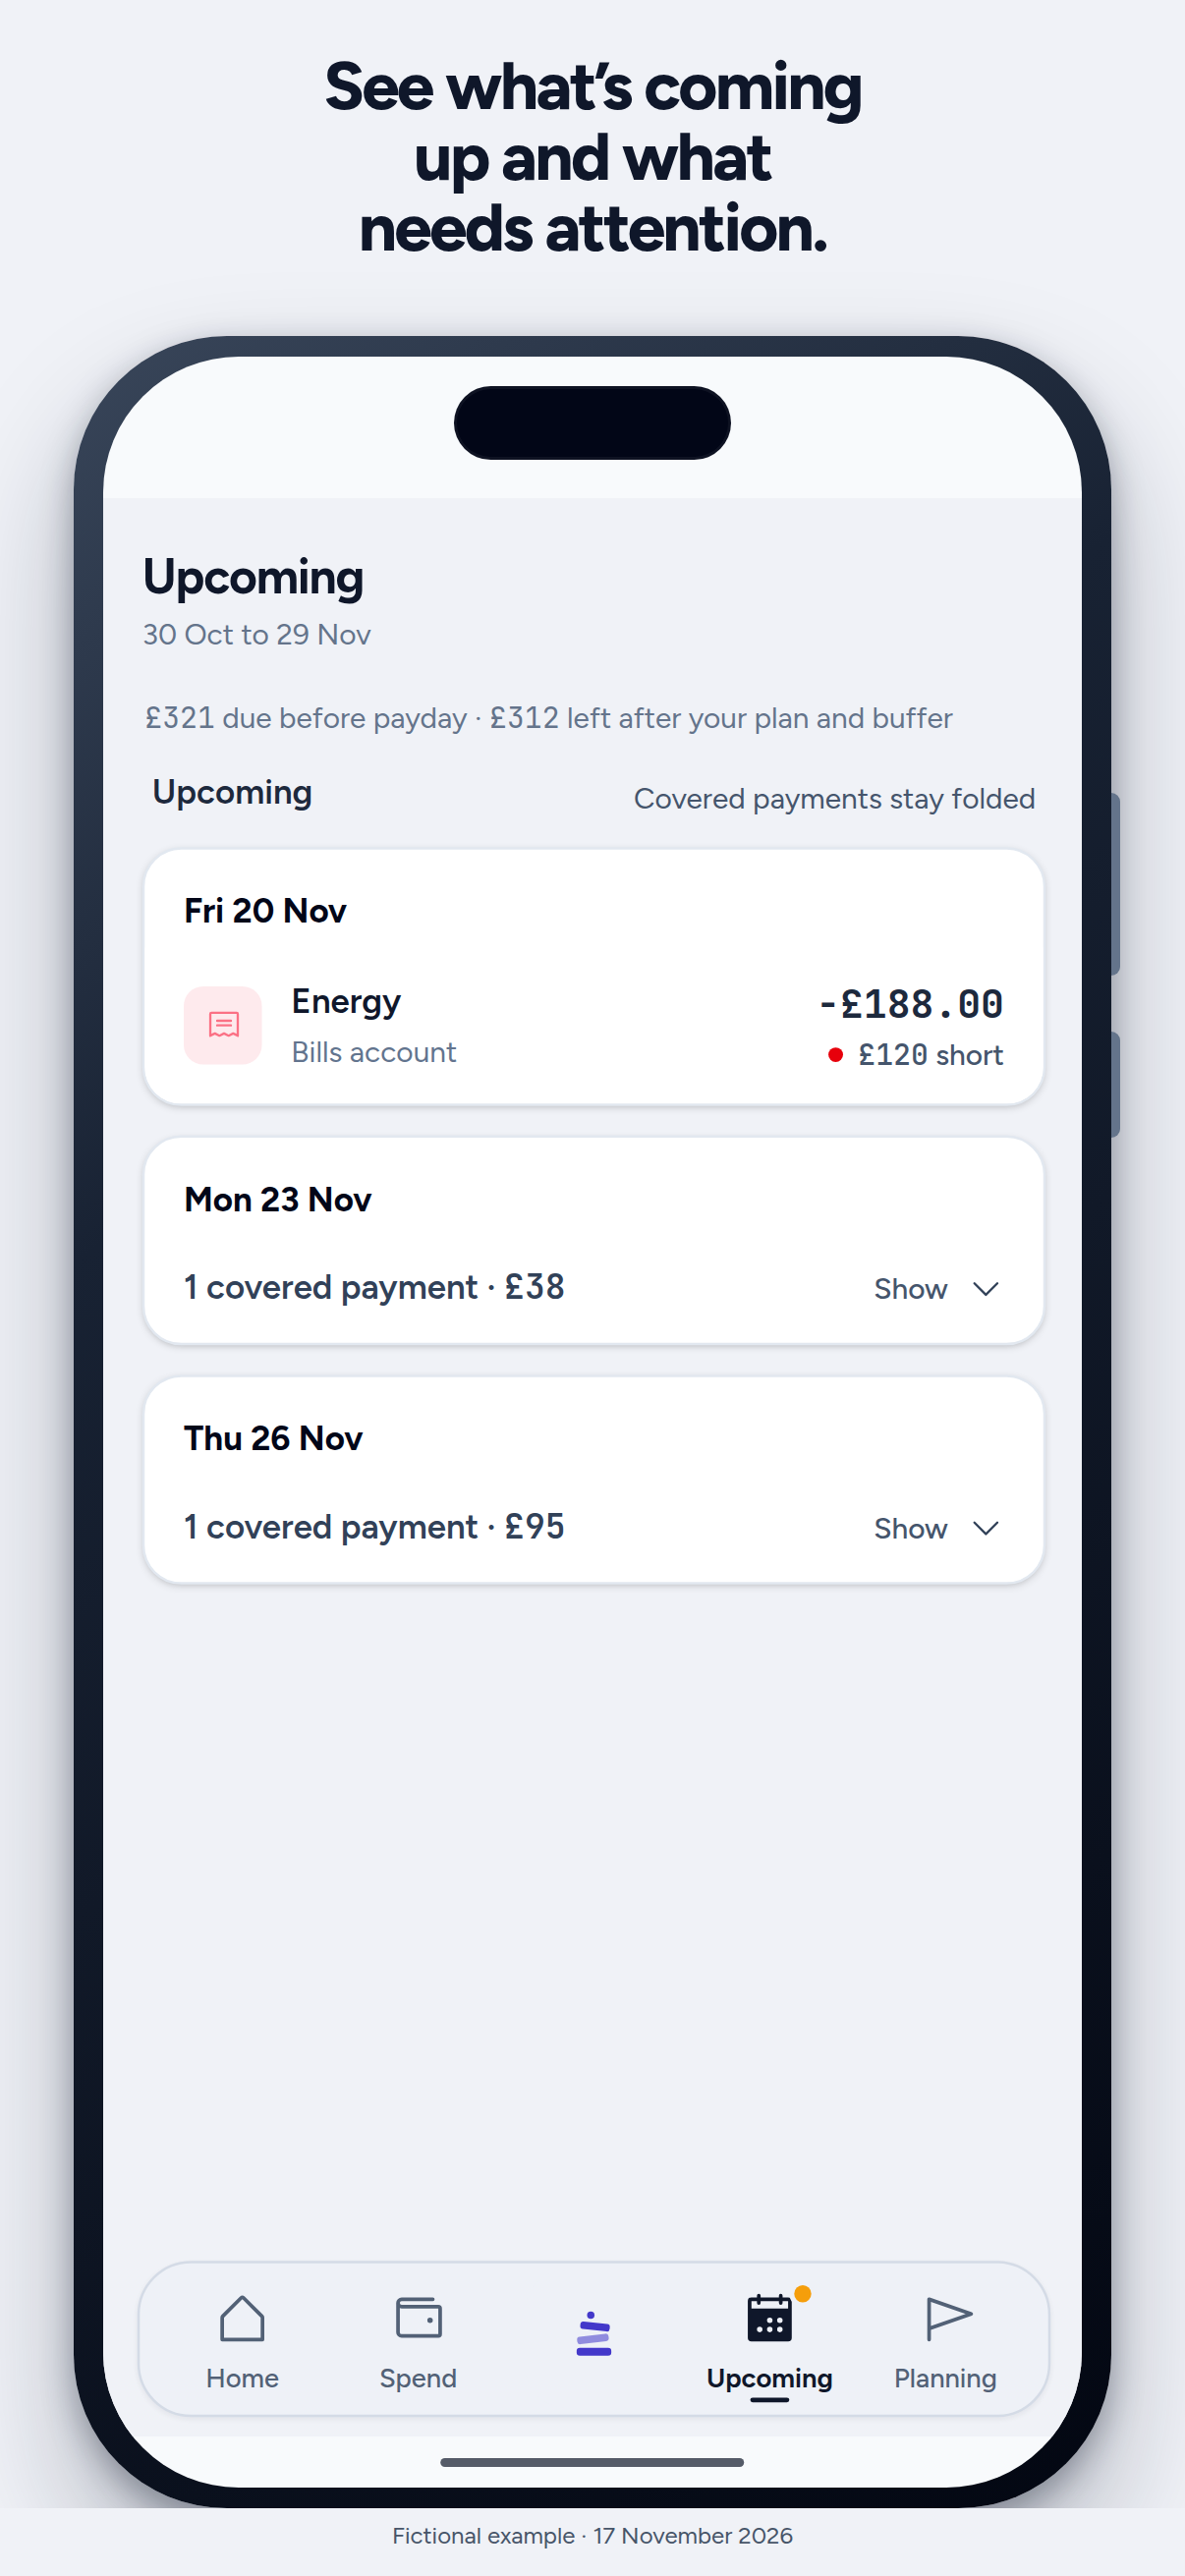 See what’s coming
up and what
needs attention.
Upcoming
30 Oct to 29 Nov
£321 due before payday · £312 left after your plan and buffer
Upcoming
Covered payments stay folded
Fri 20 Nov
Energy
-£188.00
Bills account
£120 short
Mon 23 Nov
1 covered payment · £38
Show
Thu 26 Nov
1 covered payment · £95
Show
Home
Spend
Upcoming
Planning
Fictional example · 17 November 2026